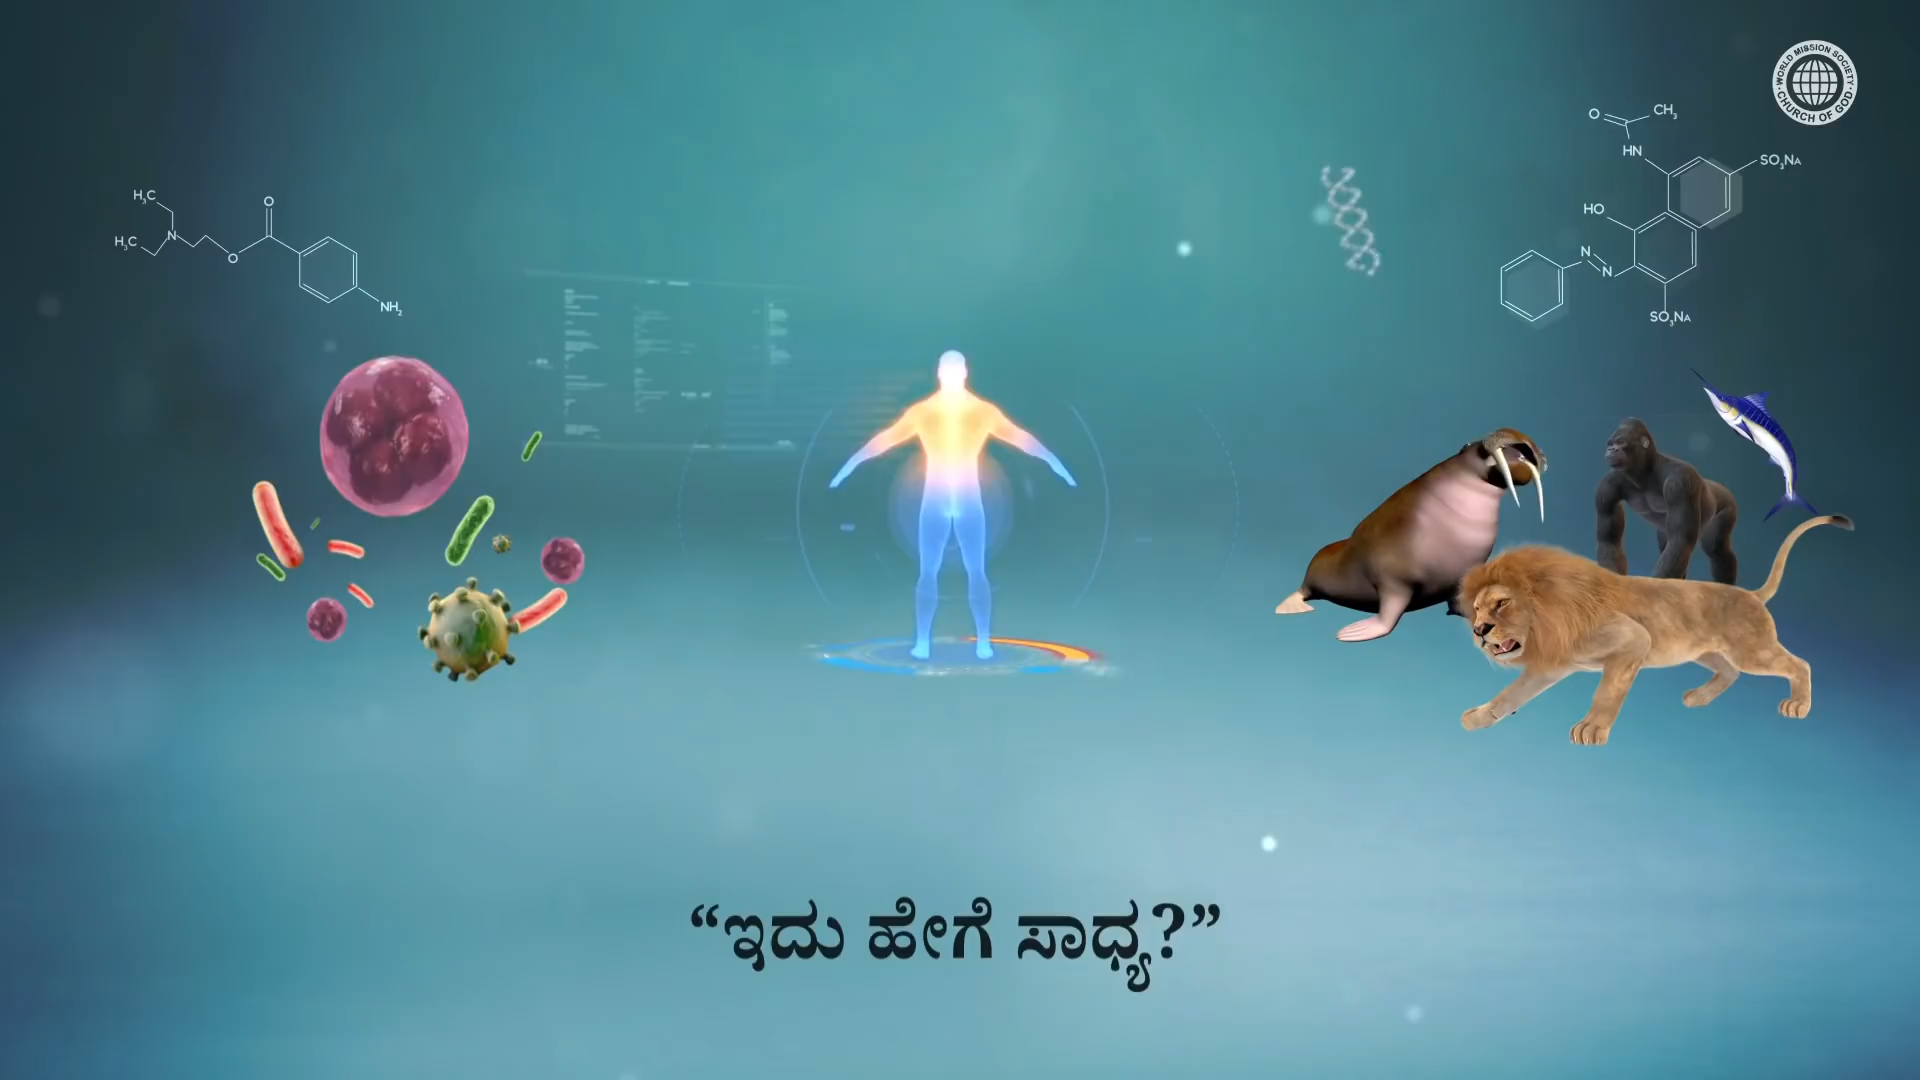 WORLD MISSION SOCIETY
CHURCH OF GOD
O
CH₃
HN
SO₃NA
HO
N
N
SO₃NA
H₃C
O
H₃C
N
O
NH₂
“ಇದು ಹೇಗೆ ಸಾಧ್ಯ?”